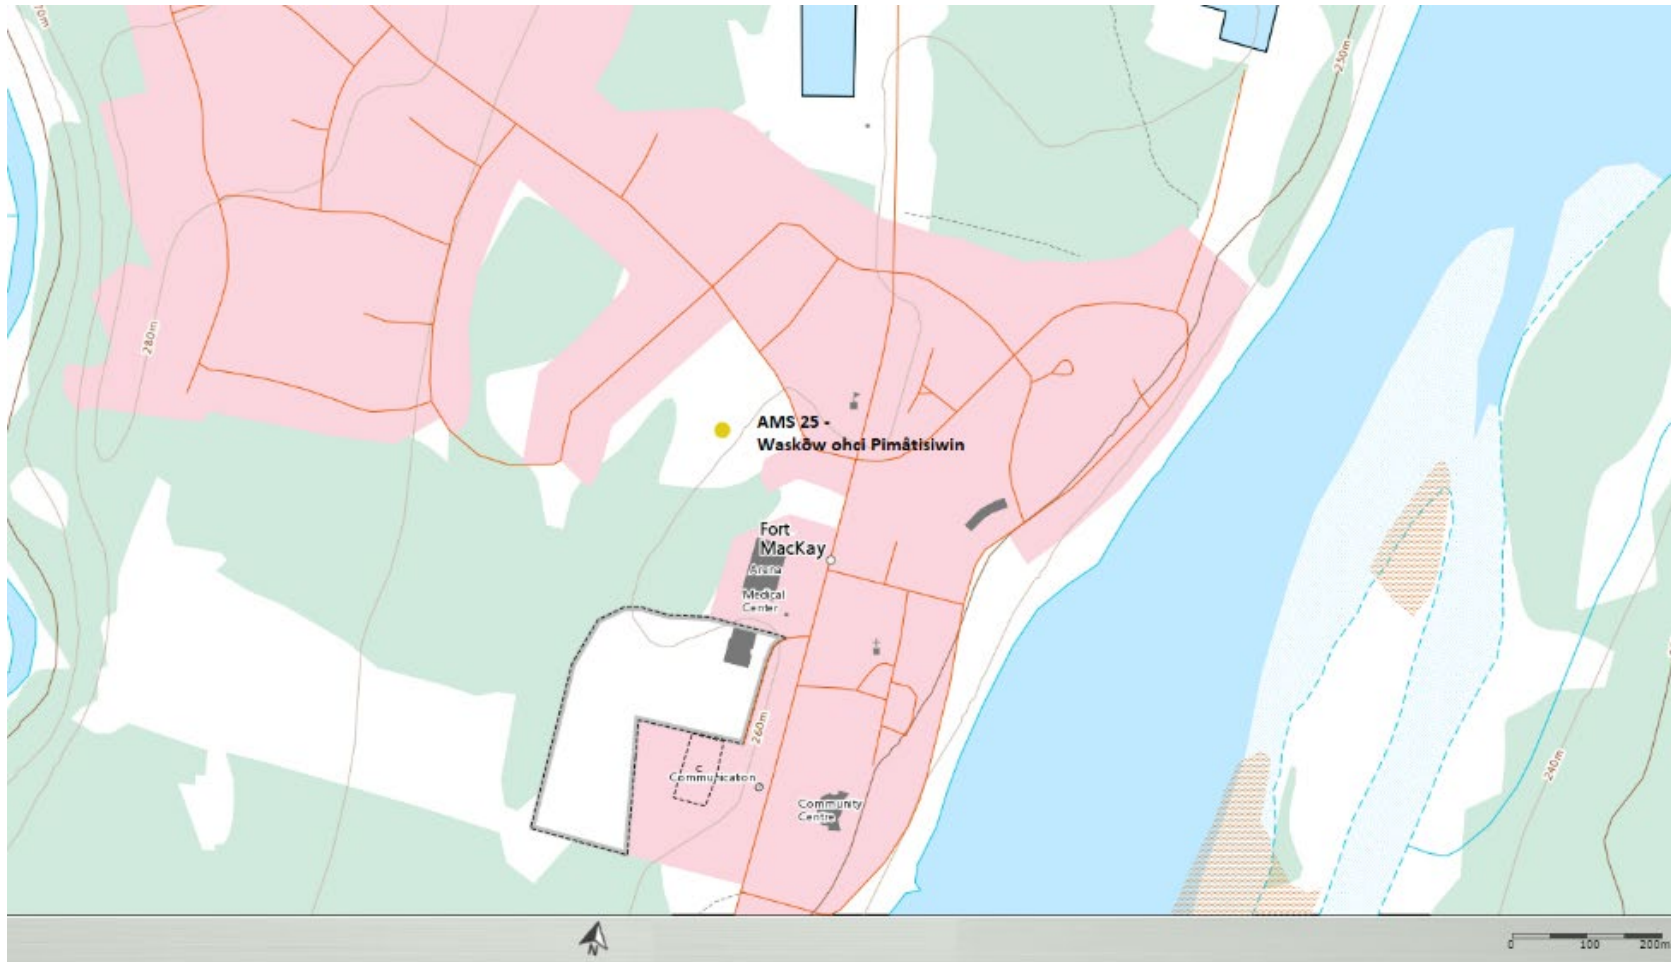 70m
250m
280m
AMS 25 -
Waskōw ohci Pimâtisiwin
Fort
MacKay
Arena
Medical
Center
260m
C
Communication
Community
Centre
240m
N
0 100 200m